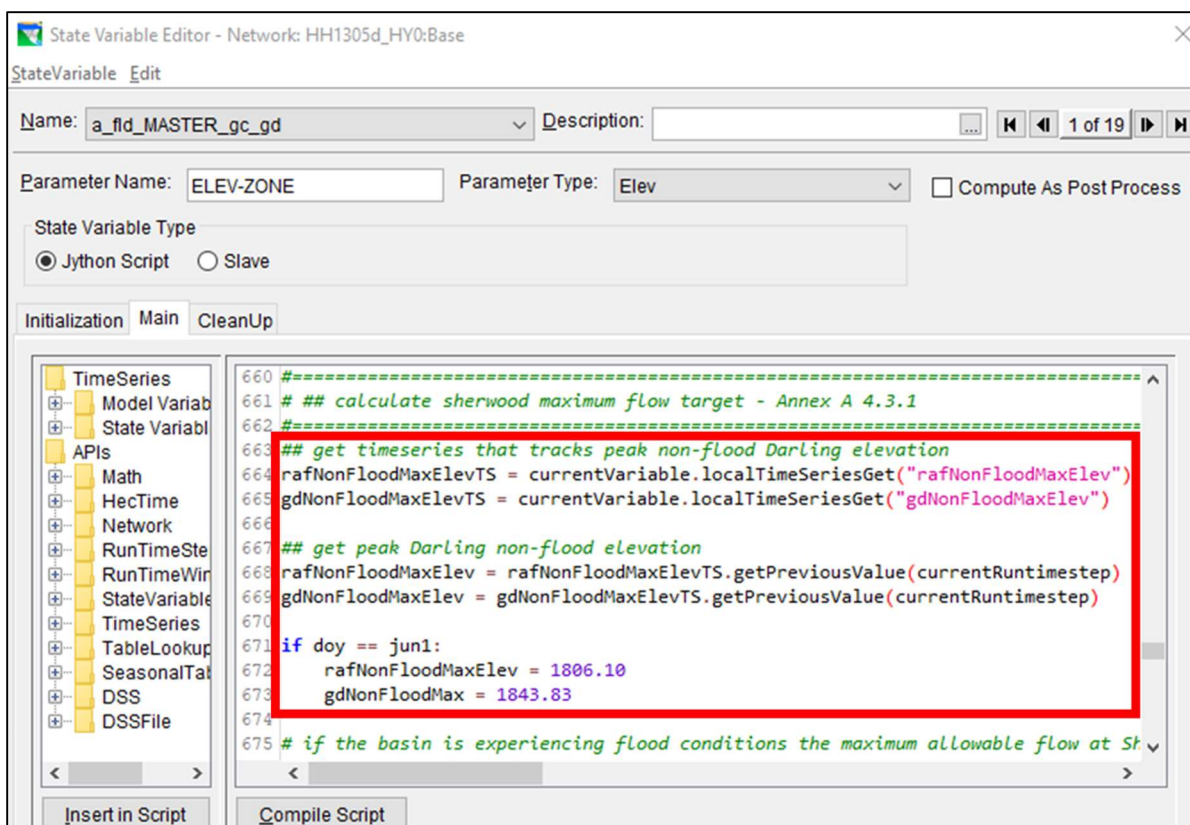 State Variable Editor - Network: HH1305d_HY0:Base
StateVariable Edit
Name: a_fld_MASTER_gc_gd Description: ... 1 of 19
Parameter Name: ELEV-ZONE Parameter Type: Elev Compute As Post Process
State Variable Type
Jython Script Slave
Initialization Main CleanUp
TimeSeries
Model Variab
State Variabl
APIs
Math
HecTime
Network
RunTimeSte
RunTimeWin
StateVariable
TimeSeries
TableLookup
SeasonalTab
DSS
DSSFile
660 #================================================================================
661 # ## calculate sherwood maximum flow target - Annex A 4.3.1
662 #================================================================================
663 ## get timeseries that tracks peak non-flood Darling elevation
664 rafNonFloodMaxElevTS = currentVariable.localTimeSeriesGet("rafNonFloodMaxElev")
665 gdNonFloodMaxElevTS = currentVariable.localTimeSeriesGet("gdNonFloodMaxElev")
666
667 ## get peak Darling non-flood elevation
668 rafNonFloodMaxElev = rafNonFloodMaxElevTS.getPreviousValue(currentRuntimestep)
669 gdNonFloodMaxElev = gdNonFloodMaxElevTS.getPreviousValue(currentRuntimestep)
670
671 if doy == jun1:
672 rafNonFloodMaxElev = 1806.10
673 gdNonFloodMax = 1843.83
674
675 # if the basin is experiencing flood conditions the maximum allowable flow at Sh
Insert in Script Compile Script